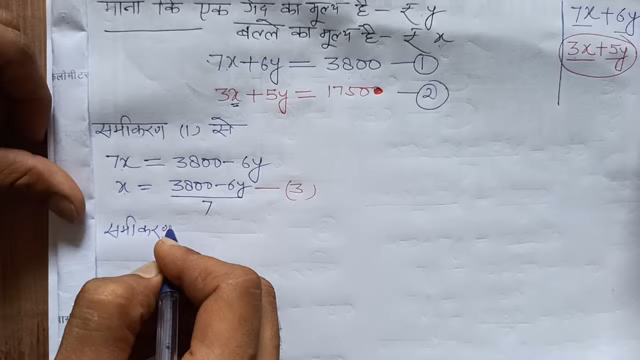 माना कि एक गेंद का मूल्य है - ₹ y
बल्ले का मूल्य है - ₹ x
7x+6y = 3800 — ①
3x+5y = 1750 — ②
समीकरण (1) से
7x = 3800-6y
x = 3800-6y/7 — (3)
समीकरण
7x+6y
3x+5y